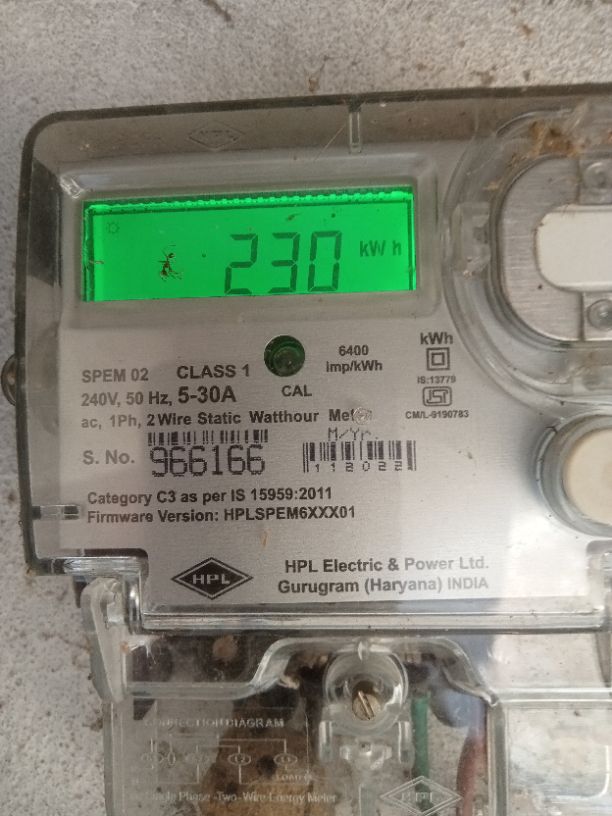 HPL
230 kWh
SPEM 02 CLASS 1
240V, 50 Hz, 5-30A
ac, 1Ph, 2 Wire Static Watthour Meter
CAL
6400
imp/kWh
kWh
IS:13779
ISI
CM/L-9190783
M/Yr.
S. No. 966166
112022
Category C3 as per IS 15959:2011
Firmware Version: HPLSPEM6XXX01
HPL
HPL Electric & Power Ltd.
Gurugram (Haryana) INDIA
CONNECTION DIAGRAM
Single Phase -Two-Wire Energy Meter
HPL